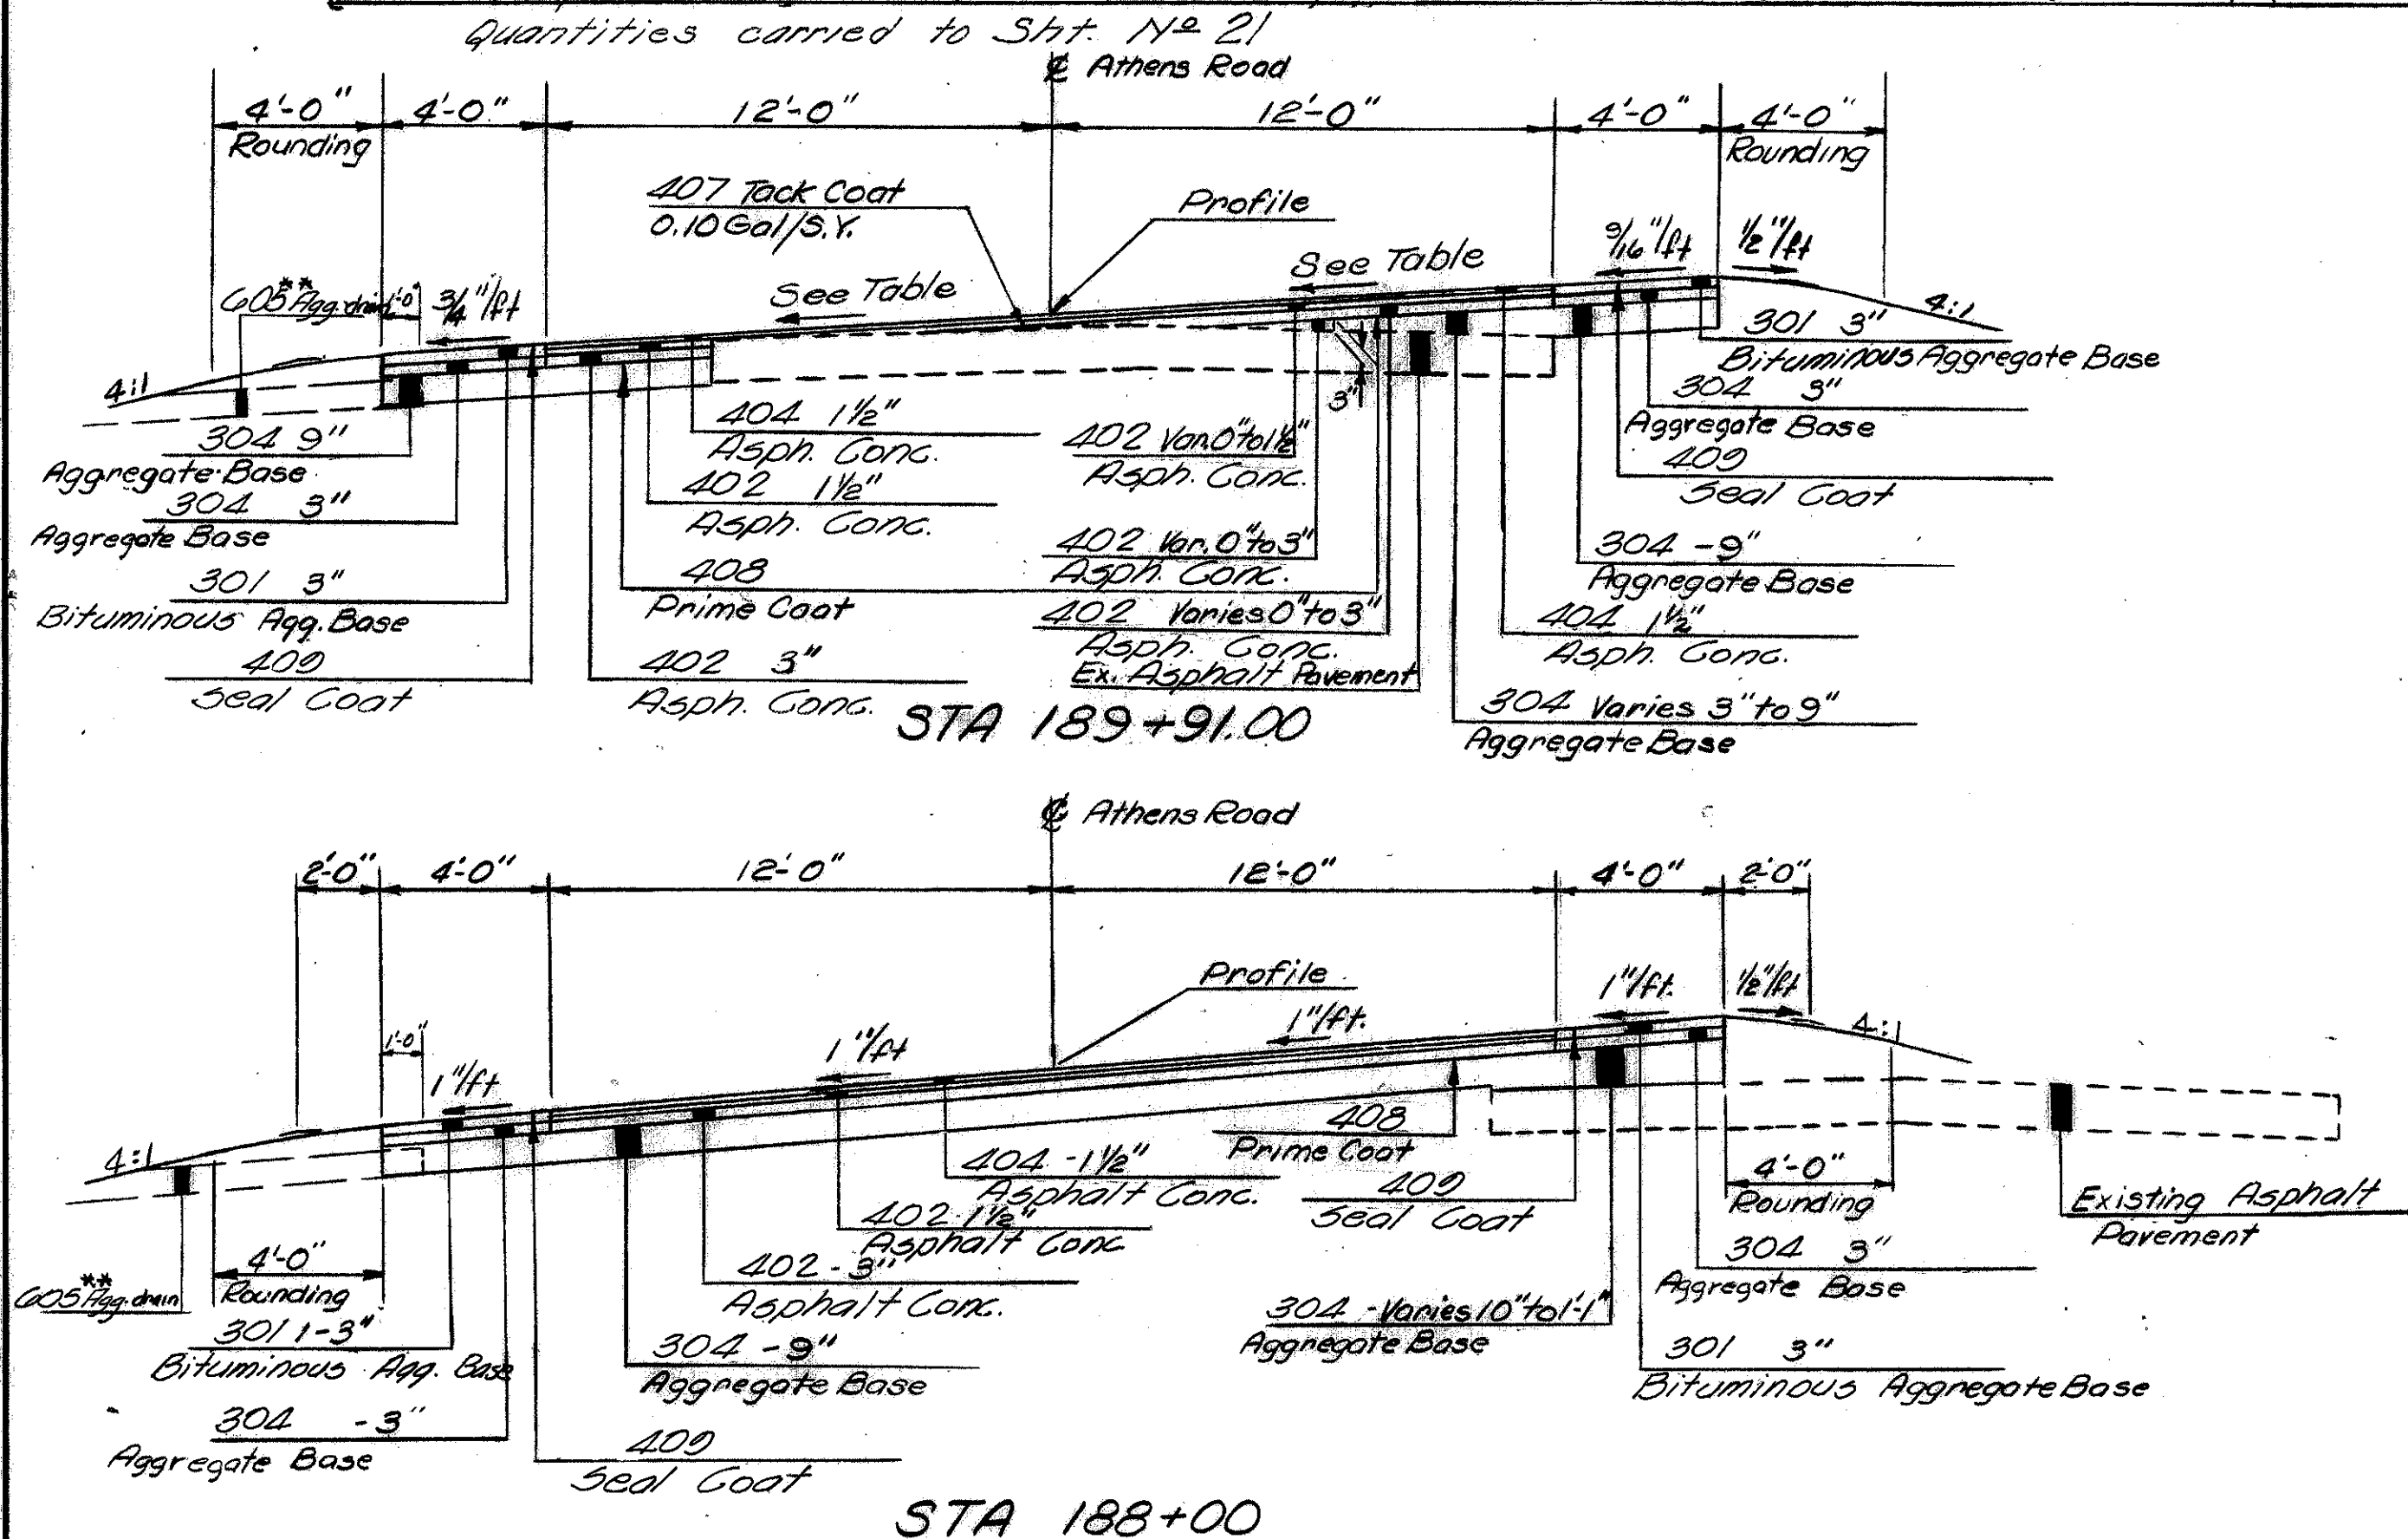 Quantities carried to Sht. Nº 21
℄ Athens Road
4'-0" 4'-0" 12'-0" 12'-0" 4'-0" 4'-0"
Rounding Rounding
407 Tack Coat
0.10 Gal/S.Y.
Profile
605** Agg. drain 1'-0" 3/4"/ft
See Table
See Table
9/16"/ft 1/2"/ft
4:1
4:1
301 3"
Bituminous Aggregate Base
304 3"
Aggregate Base
409
Seal Coat
304 -9"
Aggregate Base
404 1½"
Asph. Conc.
304 Varies 3" to 9"
Aggregate Base
3"
402 Var. 0" to 1½"
Asph. Conc.
402 Var. 0" to 3"
Asph. Conc.
402 Varies 0" to 3"
Asph. Conc.
Ex. Asphalt Pavement
404 1½"
Asph. Conc.
402 1½"
Asph. Conc.
408
Prime Coat
402 3"
Asph. Conc.
304 9"
Aggregate Base
304 3"
Aggregate Base
301 3"
Bituminous Agg. Base
409
Seal Coat
STA 189+91.00
℄ Athens Road
2'-0" 4'-0" 12'-0" 12'-0" 4'-0" 2'-0"
Profile
1'-0"
1"/ft
1"/ft
1"/ft.
1"/ft. 1/2"/ft
4:1
4:1
408
Prime Coat
404 -1½"
Asphalt Conc.
409
Seal Coat
402-1½"
Asphalt Conc
402 - 3"
Asphalt Conc.
4'-0"
Rounding
Existing Asphalt
Pavement
304 3"
Aggregate Base
304 -Varies 10" to 1'-1"
Aggregate Base
301 3"
Bituminous Aggregate Base
4'-0"
Rounding
605** Agg. drain
301 1-3"
Bituminous Agg. Base
304 -9"
Aggregate Base
304 -3"
Aggregate Base
409
Seal Coat
STA 188+00